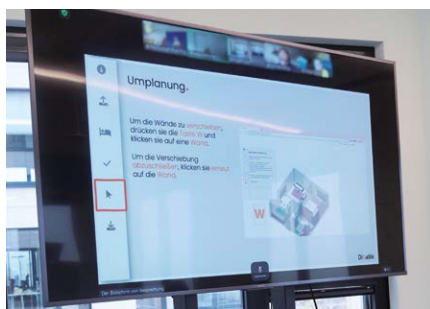 Umplanung.
Um die Wände zu verschieben,
drücken sie die Taste W und
klicken sie auf eine Wand.
Um die Verschiebung
abzuschließen, klicken sie erneut
auf die Wand.
W